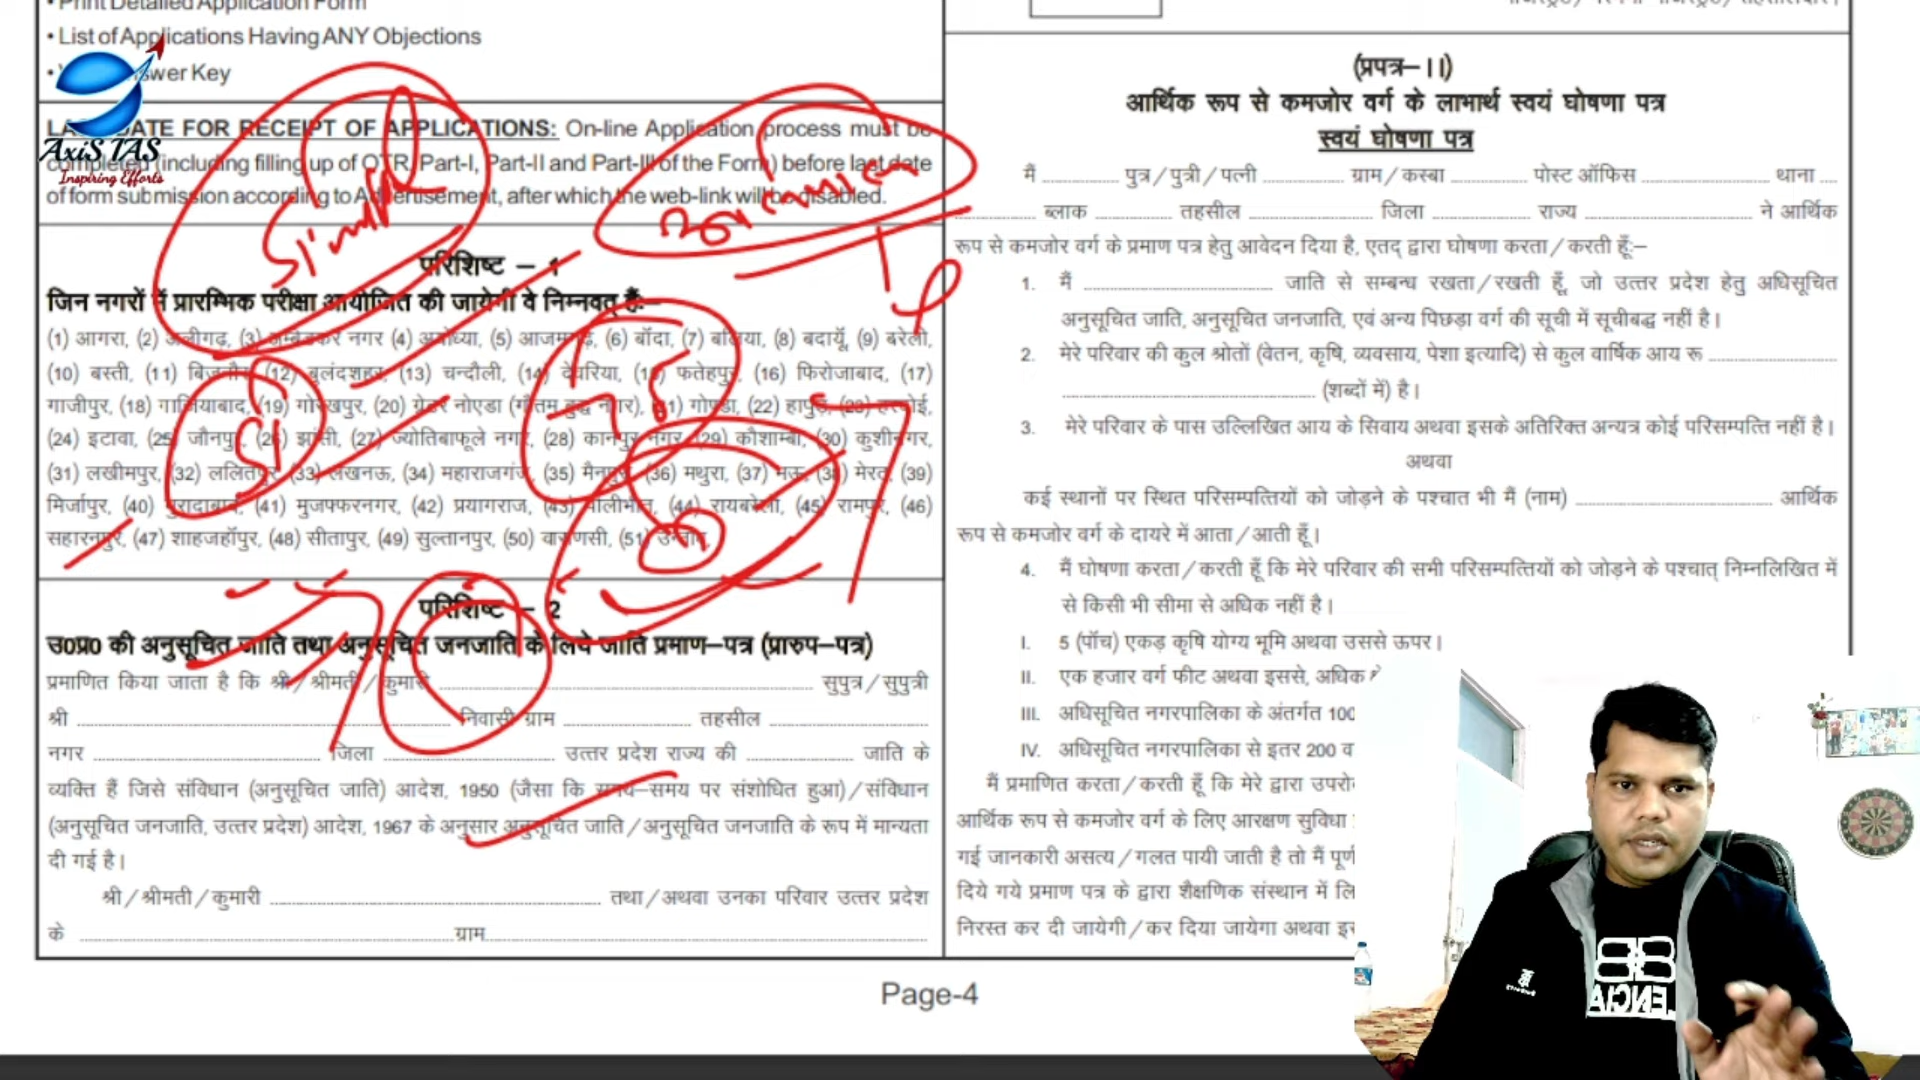 • Print Detailed Application Form
• List of Applications Having ANY Objections
wer Key
AxiS IAS
Inspiring Efforts
DATE FOR RECEIPT OF APPLICATIONS: On-line Application process must be
completed (including filling up of OTR, Part-I, Part-II and Part-III of the Form) before last date
of form submission according to Advertisement, after which the web-link will be disabled.
परिशिष्ट – 1
जिन नगरों में प्रारम्भिक परीक्षा आयोजित की जायेगी वे निम्नवत् हैं:–
(1) आगरा, (2) अलीगढ़, (3) अम्बेडकर नगर (4) अयोध्या, (5) आजमगढ़, (6) बाँदा, (7) बलिया, (8) बदायूँ, (9) बरेली,
(10) बस्ती, (11) बिजनौर, (12) बुलंदशहर, (13) चन्दौली, (14) देवरिया, (15) फतेहपुर, (16) फिरोजाबाद, (17)
गाजीपुर, (18) गाजियाबाद, (19) गोरखपुर, (20) ग्रेटर नोएडा (गौतम बुद्ध नगर), (21) गोण्डा, (22) हापुड़, (23) हरदोई,
(24) इटावा, (25) जौनपुर, (26) झांसी, (27) ज्योतिबाफूले नगर, (28) कानपुर नगर, (29) कौशाम्बी, (30) कुशीनगर,
(31) लखीमपुर, (32) ललितपुर, (33) लखनऊ, (34) महाराजगंज, (35) मैनपुरी, (36) मथुरा, (37) मऊ, (38) मेरठ, (39)
मिर्जापुर, (40) मुरादाबाद, (41) मुजफ्फरनगर, (42) प्रयागराज, (43) पीलीभीत, (44) रायबरेली, (45) रामपुर, (46)
सहारनपुर, (47) शाहजहाँपुर, (48) सीतापुर, (49) सुल्तानपुर, (50) वाराणसी, (51) उन्नाव,
51
75
परिशिष्ट – 2
उ0प्र0 की अनुसूचित जाति तथा अनुसूचित जनजाति के लिये जाति प्रमाण–पत्र (प्रारुप–पत्र)
प्रमाणित किया जाता है कि श्री/श्रीमती/कुमारी ........ सुपुत्र/सुपुत्री
श्री ........ निवासी ग्राम ........ तहसील ........
नगर ........ जिला ........ उत्तर प्रदेश राज्य की ........ जाति के
व्यक्ति हैं जिसे संविधान (अनुसूचित जाति) आदेश, 1950 (जैसा कि समय–समय पर संशोधित हुआ)/संविधान
(अनुसूचित जनजाति, उत्तर प्रदेश) आदेश, 1967 के अनुसार अनुसूचित जाति/अनुसूचित जनजाति के रूप में मान्यता
दी गई है।
श्री/श्रीमती/कुमारी ........ तथा/अथवा उनका परिवार उत्तर प्रदेश
के ........ ग्राम ........
(प्रपत्र–।।)
आर्थिक रूप से कमजोर वर्ग के लाभार्थ स्वयं घोषणा पत्र
स्वयं घोषणा पत्र
मैं ........ पुत्र/पुत्री/पत्नी ........ ग्राम/कस्बा ........ पोस्ट ऑफिस ........ थाना ....
........ ब्लाक ........ तहसील ........ जिला ........ राज्य ........ ने आर्थिक
रूप से कमजोर वर्ग के प्रमाण पत्र हेतु आवेदन दिया है, एतद् द्वारा घोषणा करता/करती हूँ:–
1. मैं ........ जाति से सम्बन्ध रखता/रखती हूँ, जो उत्तर प्रदेश हेतु अधिसूचित
अनुसूचित जाति, अनुसूचित जनजाति, एवं अन्य पिछड़ा वर्ग की सूची में सूचीबद्ध नहीं है।
2. मेरे परिवार की कुल श्रोतों (वेतन, कृषि, व्यवसाय, पेशा इत्यादि) से कुल वार्षिक आय रू ........
........ (शब्दों में) है।
3. मेरे परिवार के पास उल्लिखित आय के सिवाय अथवा इसके अतिरिक्त अन्यत्र कोई परिसम्पत्ति नहीं है।
अथवा
कई स्थानों पर स्थित परिसम्पत्तियों को जोड़ने के पश्चात भी मैं (नाम) ........ आर्थिक
रूप से कमजोर वर्ग के दायरे में आता/आती हूँ।
4. मैं घोषणा करता/करती हूँ कि मेरे परिवार की सभी परिसम्पत्तियों को जोड़ने के पश्चात् निम्नलिखित में
से किसी भी सीमा से अधिक नहीं है।
I. 5 (पाँच) एकड़ कृषि योग्य भूमि अथवा उससे ऊपर।
II. एक हजार वर्ग फीट अथवा इससे, अधिक
III. अधिसूचित नगरपालिका के अंतर्गत 100
IV. अधिसूचित नगरपालिका से इतर 200 व
मैं प्रमाणित करता/करती हूँ कि मेरे द्वारा उपरो
आर्थिक रूप से कमजोर वर्ग के लिए आरक्षण सुविधा
गई जानकारी असत्य/गलत पायी जाती है तो मैं पूर्ण
दिये गये प्रमाण पत्र के द्वारा शैक्षणिक संस्थान में लि
निरस्त कर दी जायेगी/कर दिया जायेगा अथवा इस
Page-4